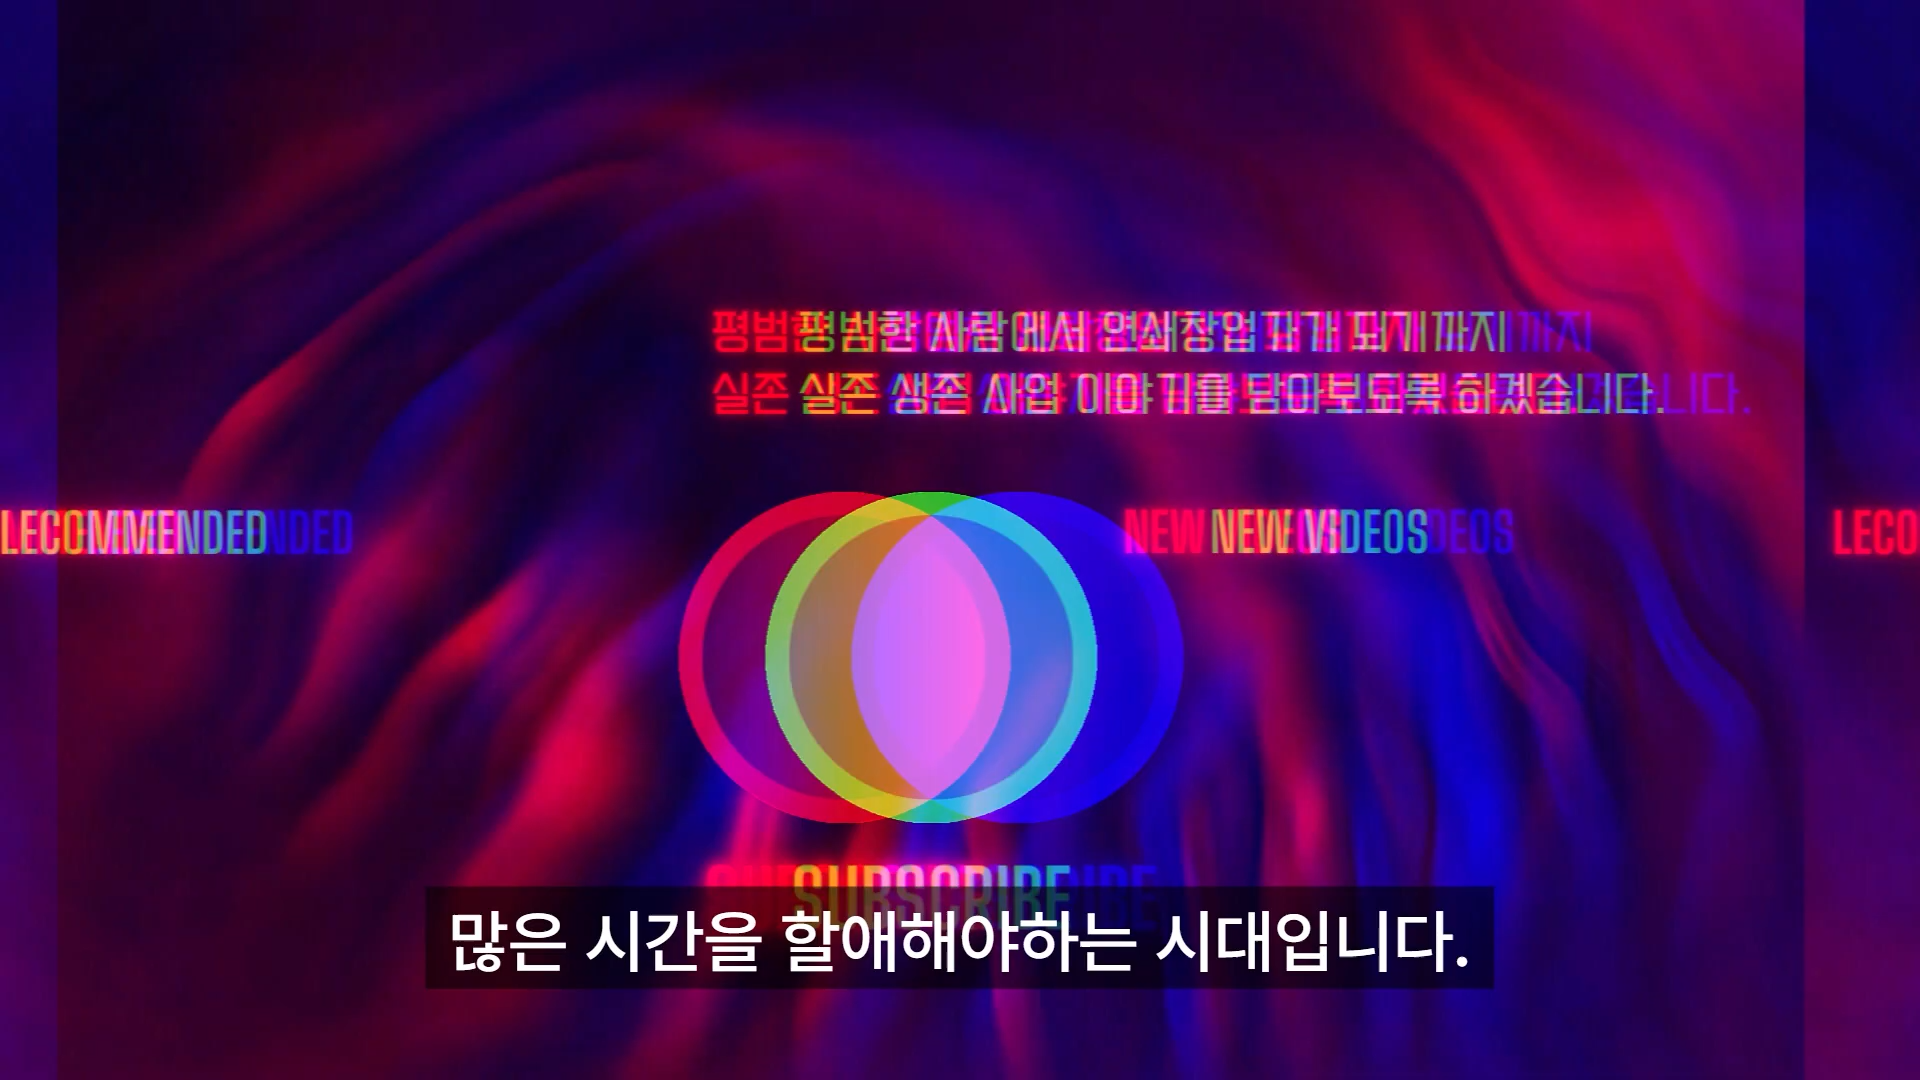 평범한 사람에서 연쇄창업가가 되기까지
실존 생존 사업 이야기를 담아보도록 하겠습니다.
LECOMMENDED
NEW VIDEOS
SUBSCRIBE
많은 시간을 할애해야하는 시대입니다.